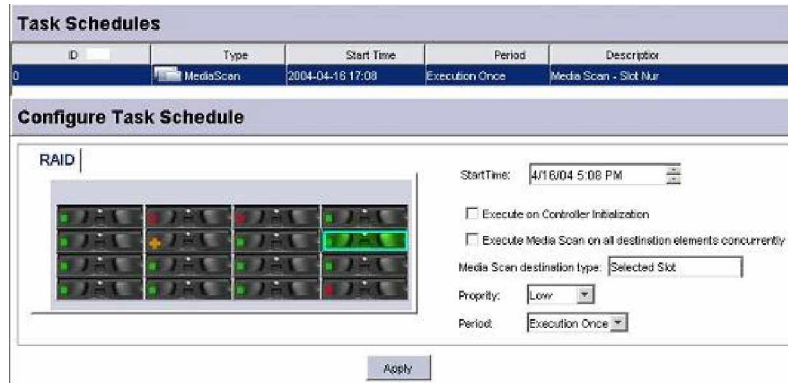 Task Schedules
ID Type Start Time Period Description
0 MediaScan 2004-04-16 17:08 Execution Once Media Scan - Slot Nur
Configure Task Schedule
RAID
StartTime: 4/16/04 5:08 PM
Execute on Controller Initialization
Execute Media Scan on all destination elements concurrently
Media Scan destination type: Selected Slot
Proprity: Low
Period: Execution Once
Apply